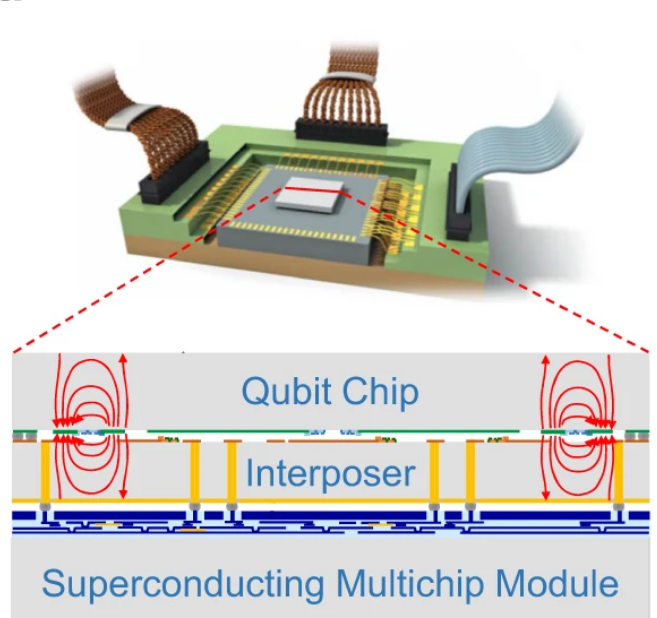 Qubit Chip
Interposer
Superconducting Multichip Module